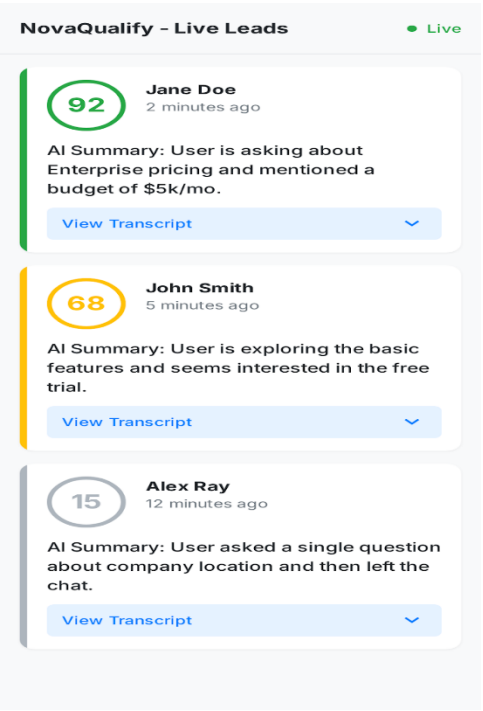 NovaQualify - Live Leads
Live
92
Jane Doe
2 minutes ago
AI Summary: User is asking about
Enterprise pricing and mentioned a
budget of $5k/mo.
View Transcript
68
John Smith
5 minutes ago
AI Summary: User is exploring the basic
features and seems interested in the free
trial.
View Transcript
15
Alex Ray
12 minutes ago
AI Summary: User asked a single question
about company location and then left the
chat.
View Transcript